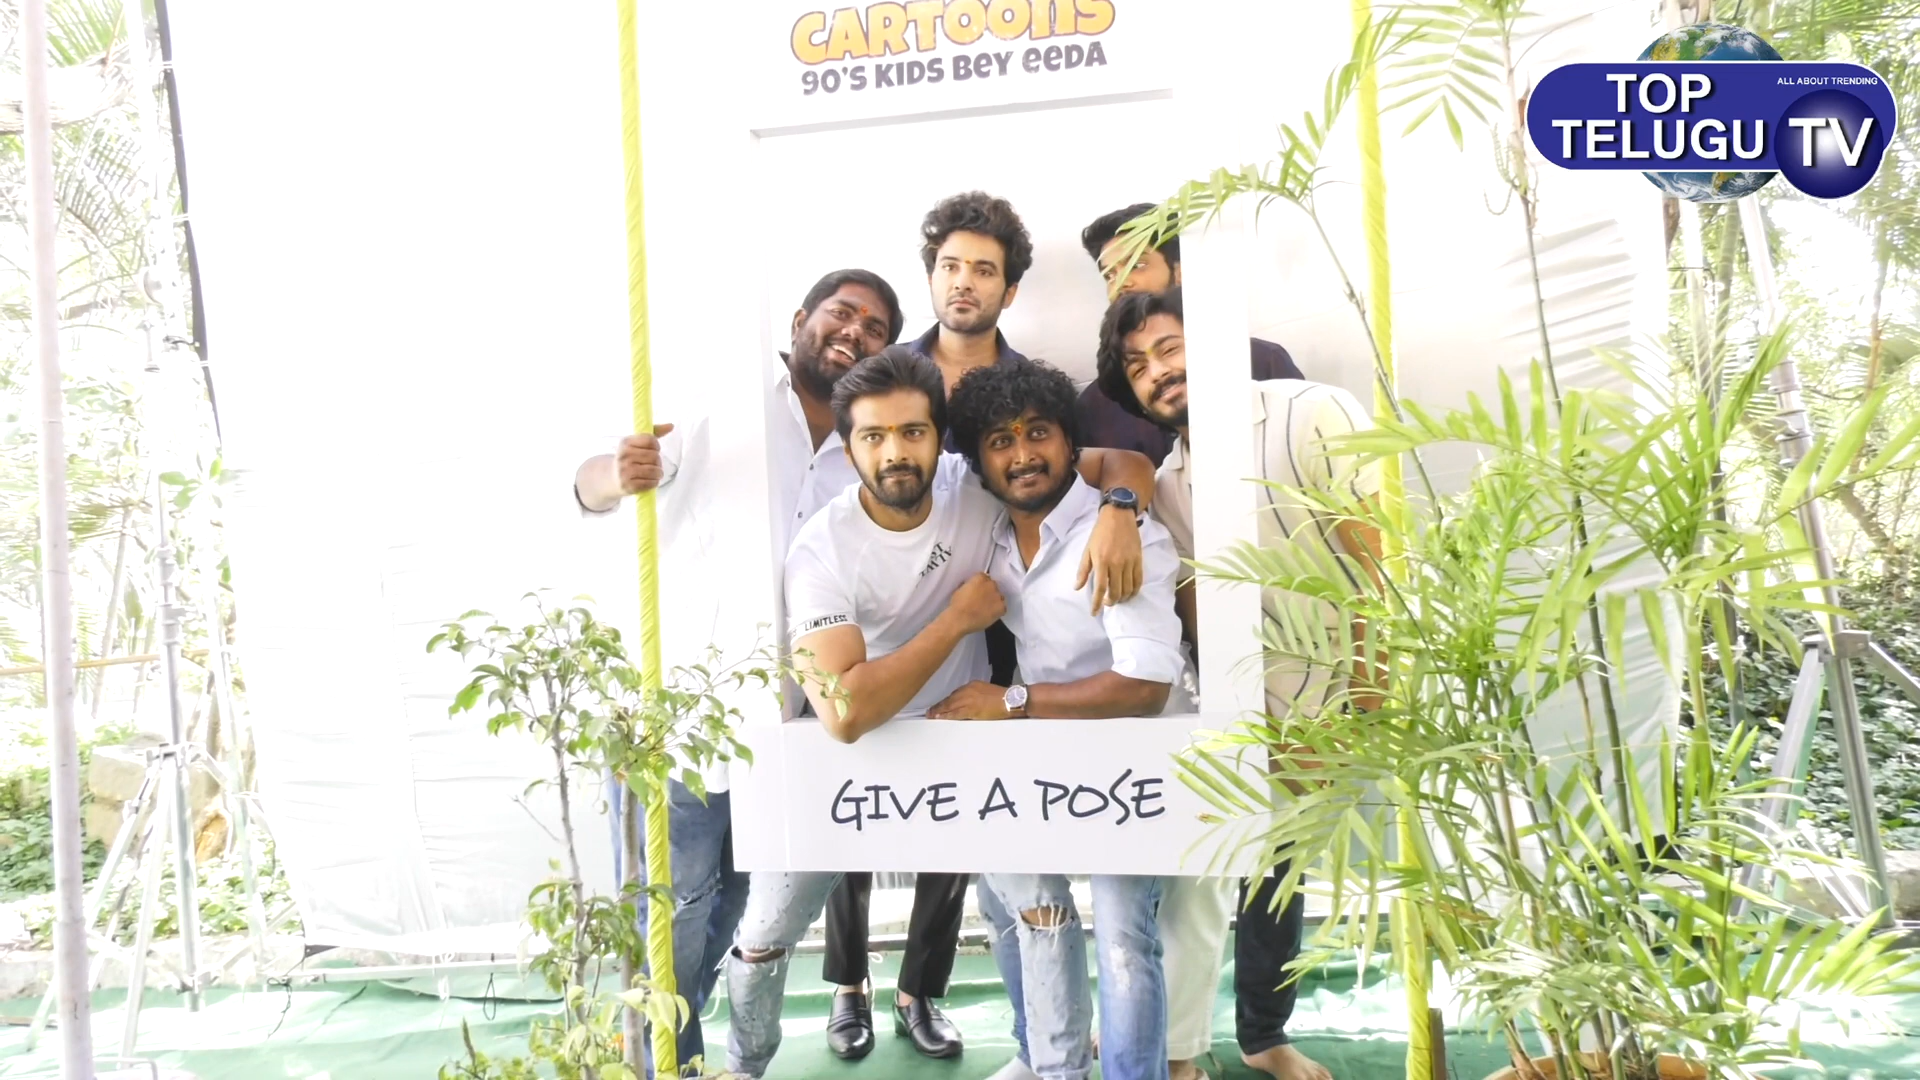 CARTOONS
90'S KIDS BEY EEDA
TOP
ALL ABOUT TRENDING
TELUGU TV
LIMITLESS
GIVE A POSE